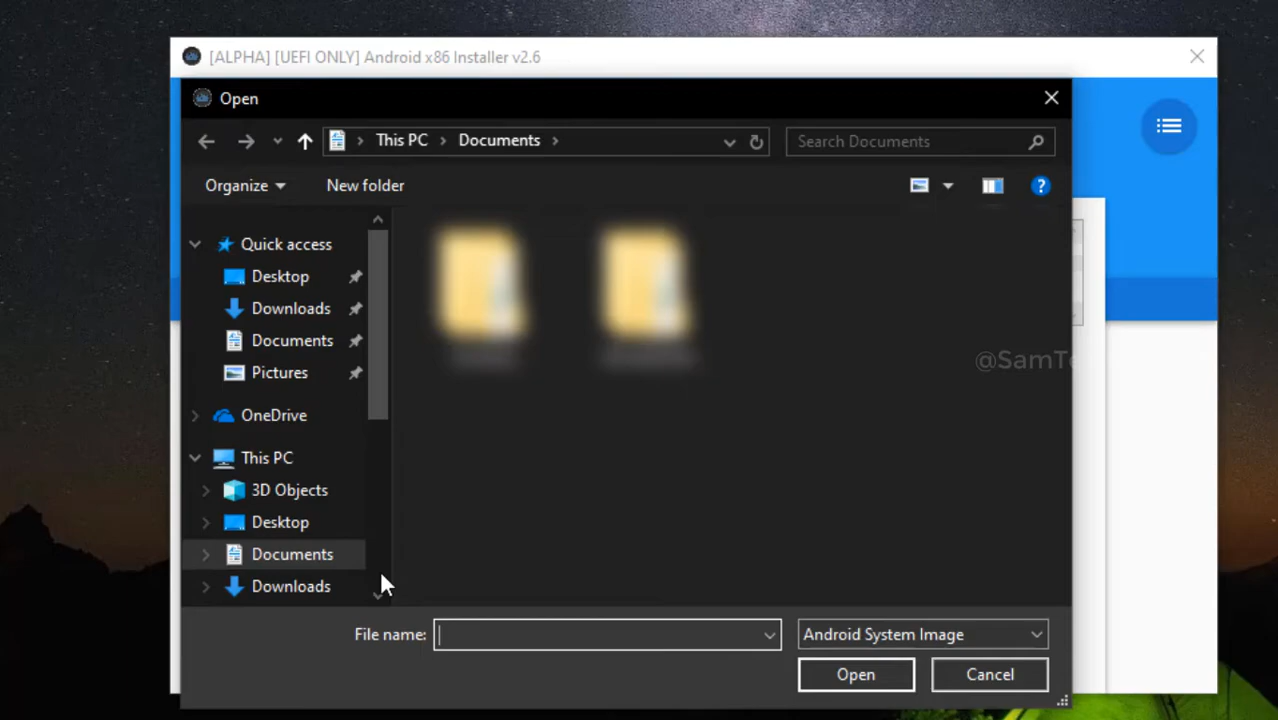 [ALPHA] [UEFI ONLY] Android x86 Installer v2.6
Open
This PC
Documents
Search Documents
Organize
New folder
?
Quick access
Desktop
Downloads
Documents
Pictures
OneDrive
This PC
3D Objects
Desktop
Documents
Downloads
@SamTe
File name:
Android System Image
Open
Cancel